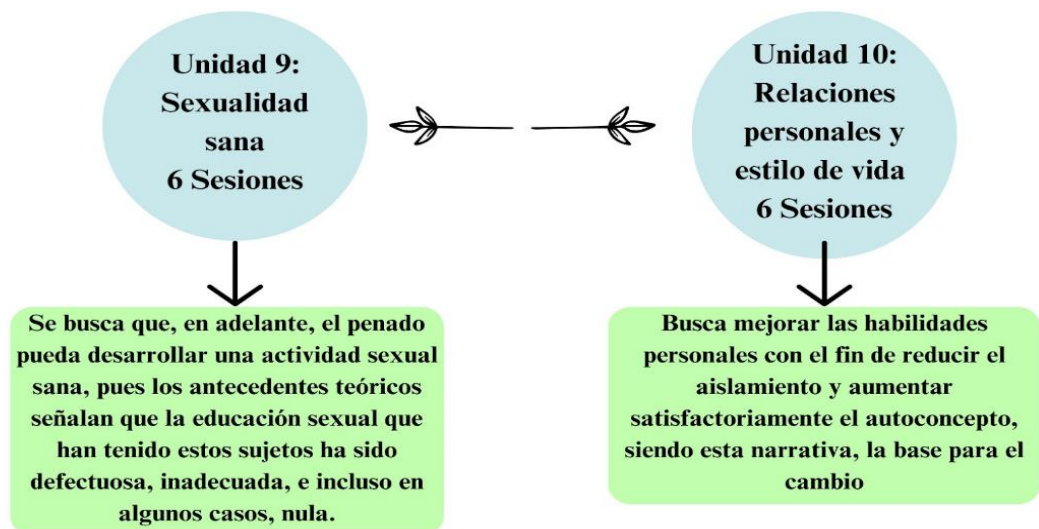 Unidad 9:
Sexualidad
sana
6 Sesiones
Se busca que, en adelante, el penado
pueda desarrollar una actividad sexual
sana, pues los antecedentes teóricos
señalan que la educación sexual que
han tenido estos sujetos ha sido
defectuosa, inadecuada, e incluso en
algunos casos, nula.
Unidad 10:
Relaciones
personales y
estilo de vida
6 Sesiones
Busca mejorar las habilidades
personales con el fin de reducir el
aislamiento y aumentar
satisfactoriamente el autoconcepto,
siendo esta narrativa, la base para el
cambio